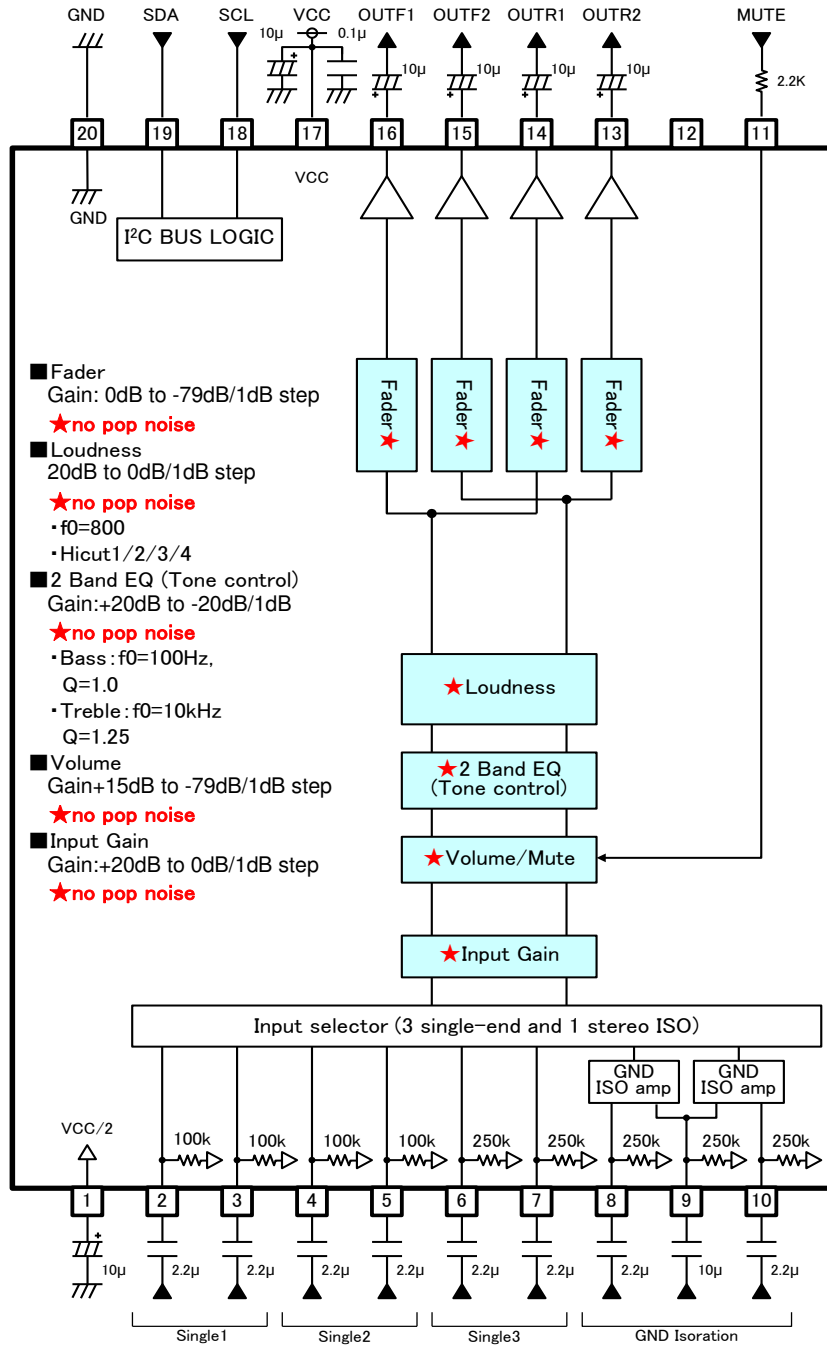 GND SDA SCL VCC OUTF1 OUTF2 OUTR1 OUTR2 MUTE
10μ 0.1μ
+ 10μ 10μ 10μ 10μ 2.2K
+ + + +
20 19 18 17 16 15 14 13 12 11
VCC
GND
I²C BUS LOGIC
■Fader
Gain: 0dB to -79dB/1dB step
★no pop noise
■Loudness
20dB to 0dB/1dB step
★no pop noise
・f0=800
・Hicut1/2/3/4
■2 Band EQ (Tone control)
Gain:+20dB to -20dB/1dB
★no pop noise
・Bass:f0=100Hz,
Q=1.0
・Treble:f0=10kHz
Q=1.25
■Volume
Gain+15dB to -79dB/1dB step
★no pop noise
■Input Gain
Gain:+20dB to 0dB/1dB step
★no pop noise
Fader★ Fader★ Fader★ Fader★
★Loudness
★2 Band EQ
(Tone control)
★Volume/Mute
★Input Gain
Input selector (3 single-end and 1 stereo ISO)
GND
ISO amp
GND
ISO amp
VCC/2
100k 100k 100k 100k 250k 250k 250k 250k 250k
1 2 3 4 5 6 7 8 9 10
+
10μ 2.2μ 2.2μ 2.2μ 2.2μ 2.2μ 2.2μ 2.2μ 10μ 2.2μ
Single1 Single2 Single3 GND Isoration